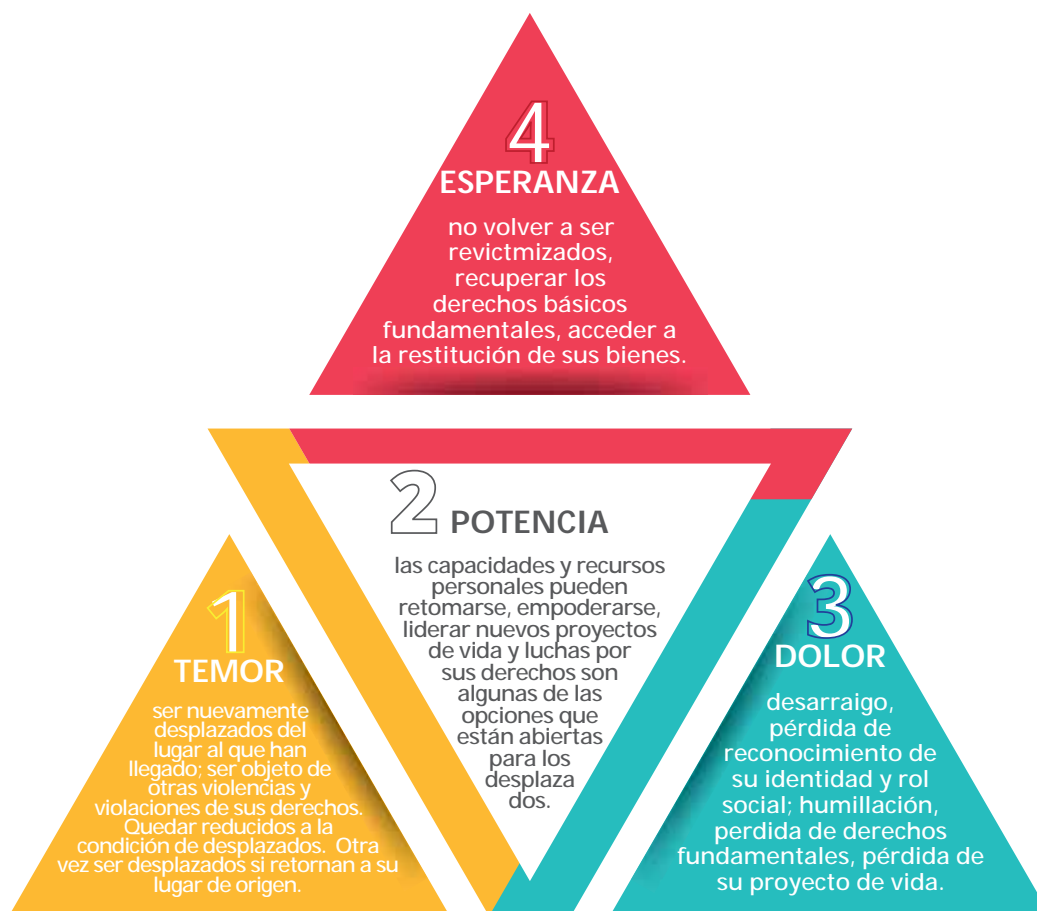 4
ESPERANZA
no volver a ser
revictmizados,
recuperar los
derechos básicos
fundamentales, acceder a
la restitución de sus bienes.
2 POTENCIA
las capacidades y recursos
personales pueden
retomarse, empoderarse,
liderar nuevos proyectos
de vida y luchas por
sus derechos son
algunas de las
opciones que
están abiertas
para los
desplaza
dos.
1
TEMOR
ser nuevamente
desplazados del
lugar al que han
llegado; ser objeto de
otras violencias y
violaciones de sus derechos.
Quedar reducidos a la
condición de desplazados. Otra
vez ser desplazados si retornan a su
lugar de origen.
3
DOLOR
desarraigo,
pérdida de
reconocimiento de
su identidad y rol
social; humillación,
perdida de derechos
fundamentales, pérdida de
su proyecto de vida.